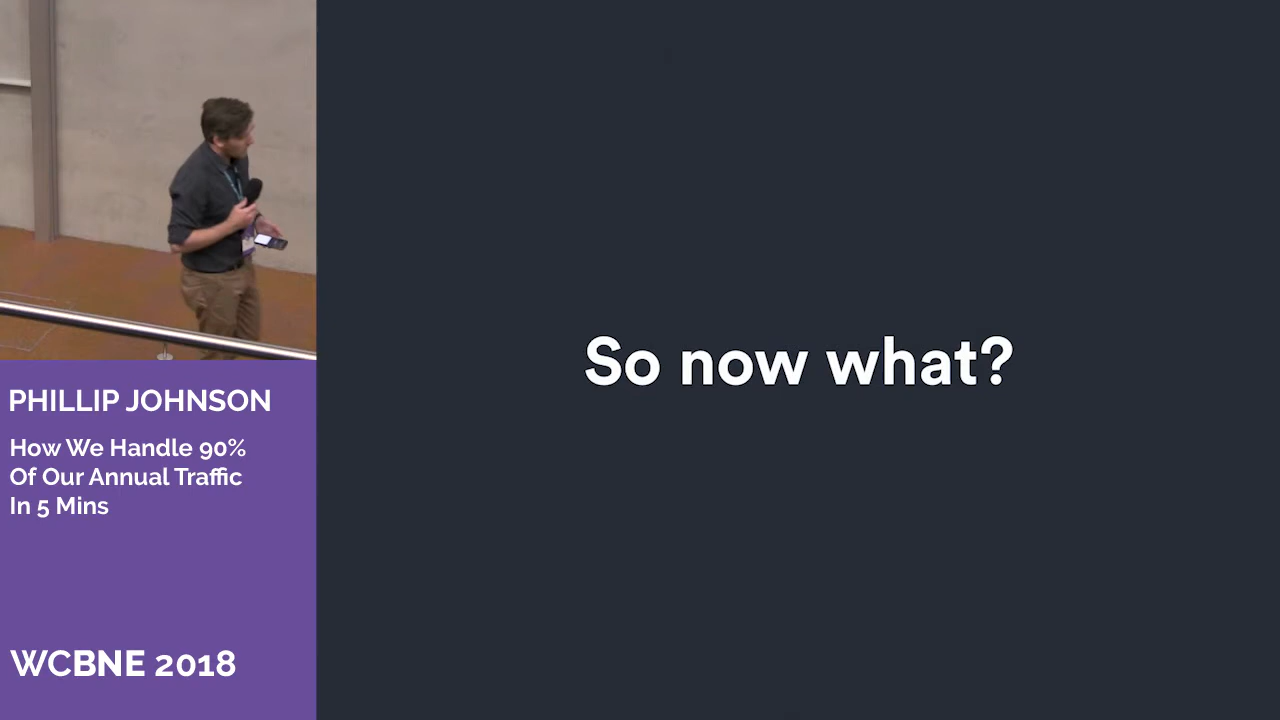 PHILLIP JOHNSON
How We Handle 90%
Of Our Annual Traffic
In 5 Mins
WCBNE 2018
So now what?